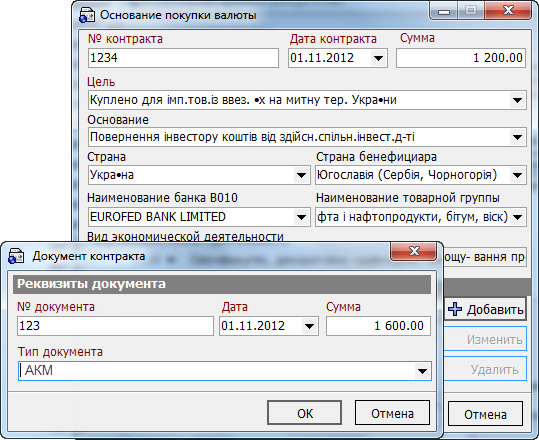 Основание покупки валюты
№ контракта Дата контракта Сумма
1234 01.11.2012 1 200.00
Цель
Куплено для імп.тов.із ввез. •х на митну тер. Укра•ни
Основание
Повернення інвестору коштів від здійсн.спільн.інвест.д-ті
Страна Страна бенефициара
Укра•на Югославія (Сербія, Чорногорія)
Наименование банка B010 Наименование товарной группы
EUROFED BANK LIMITED фта і нафтопродукти, бітум, віск)
Вид экономической деятельности
ощу- вання пр
Добавить
Изменить
Удалить
Отмена
Документ контракта
Реквизиты документа
№ документа Дата Сумма
123 01.11.2012 1 600.00
Тип документа
АКМ
ОК Отмена